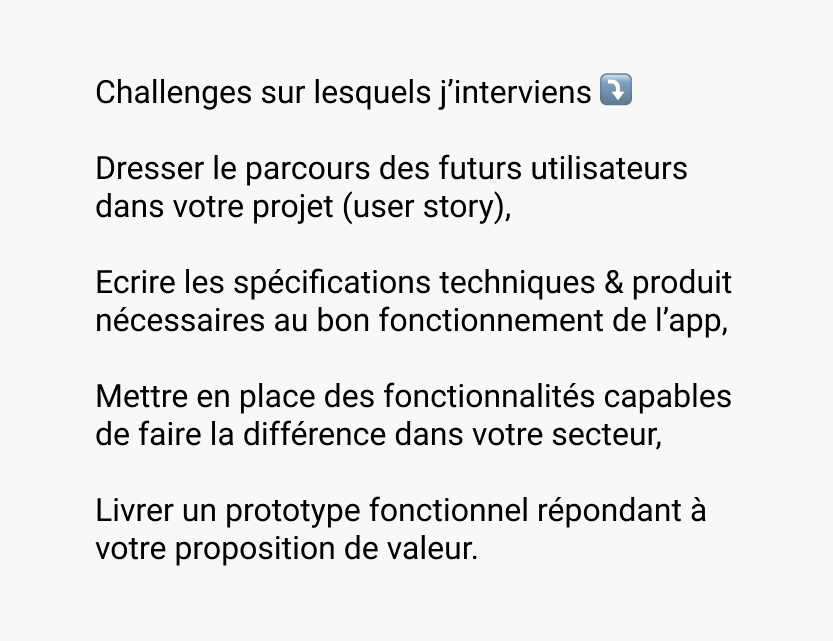 Challenges sur lesquels j’interviens ⤵️
Dresser le parcours des futurs utilisateurs
dans votre projet (user story),
Ecrire les spécifications techniques & produit
nécessaires au bon fonctionnement de l’app,
Mettre en place des fonctionnalités capables
de faire la différence dans votre secteur,
Livrer un prototype fonctionnel répondant à
votre proposition de valeur.